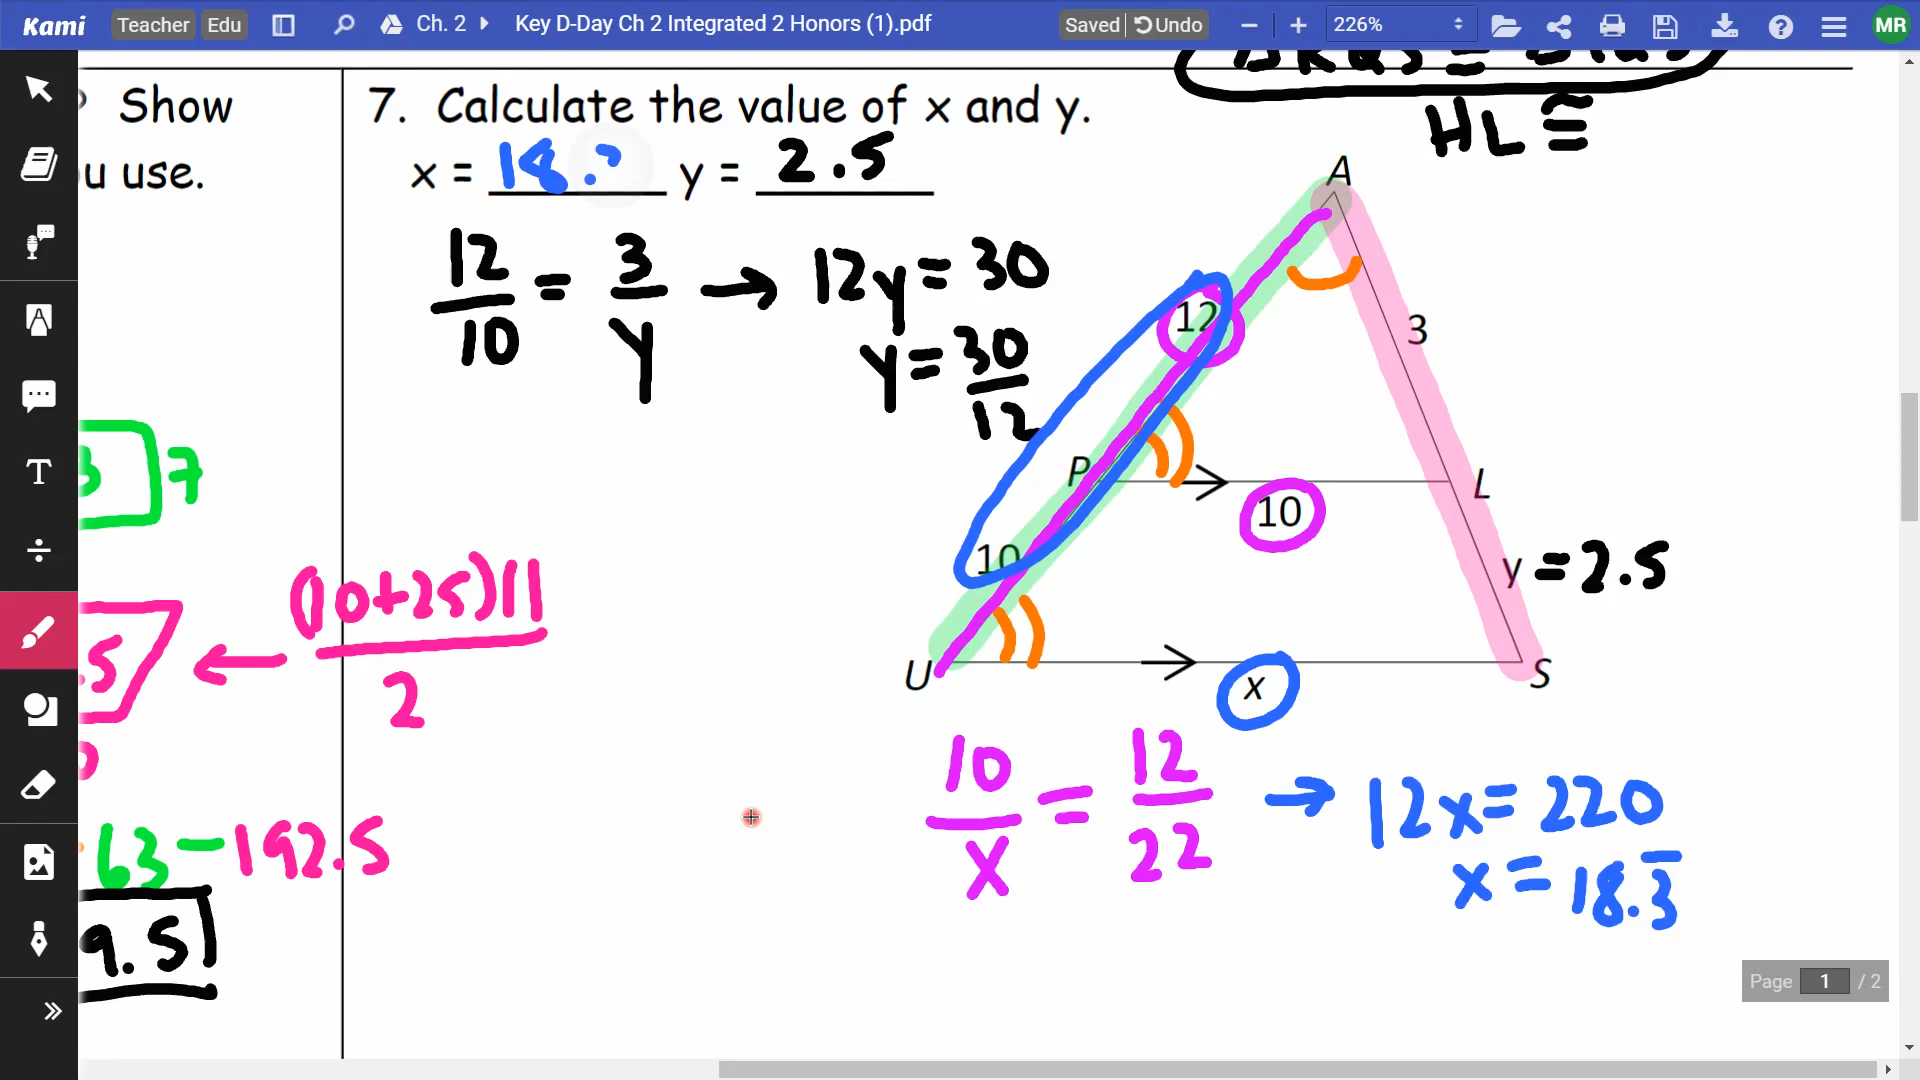 Kami Teacher Edu Ch. 2 Key D-Day Ch 2 Integrated 2 Honors (1).pdf Saved Undo 226% MR
? Show
u use.
7. Calculate the value of x and y.
x = 18. y = 2.5
HL ≅
12/10 = 3/y → 12y = 30
y = 30/12
A
12
3
P
L
10
10
y = 2.5
U
x
S
7
(10+25)11/2
.5 ←
63 - 192.5
9.5
10/x = 12/22 → 12x = 220
x = 18.3̅
Page 1 / 2